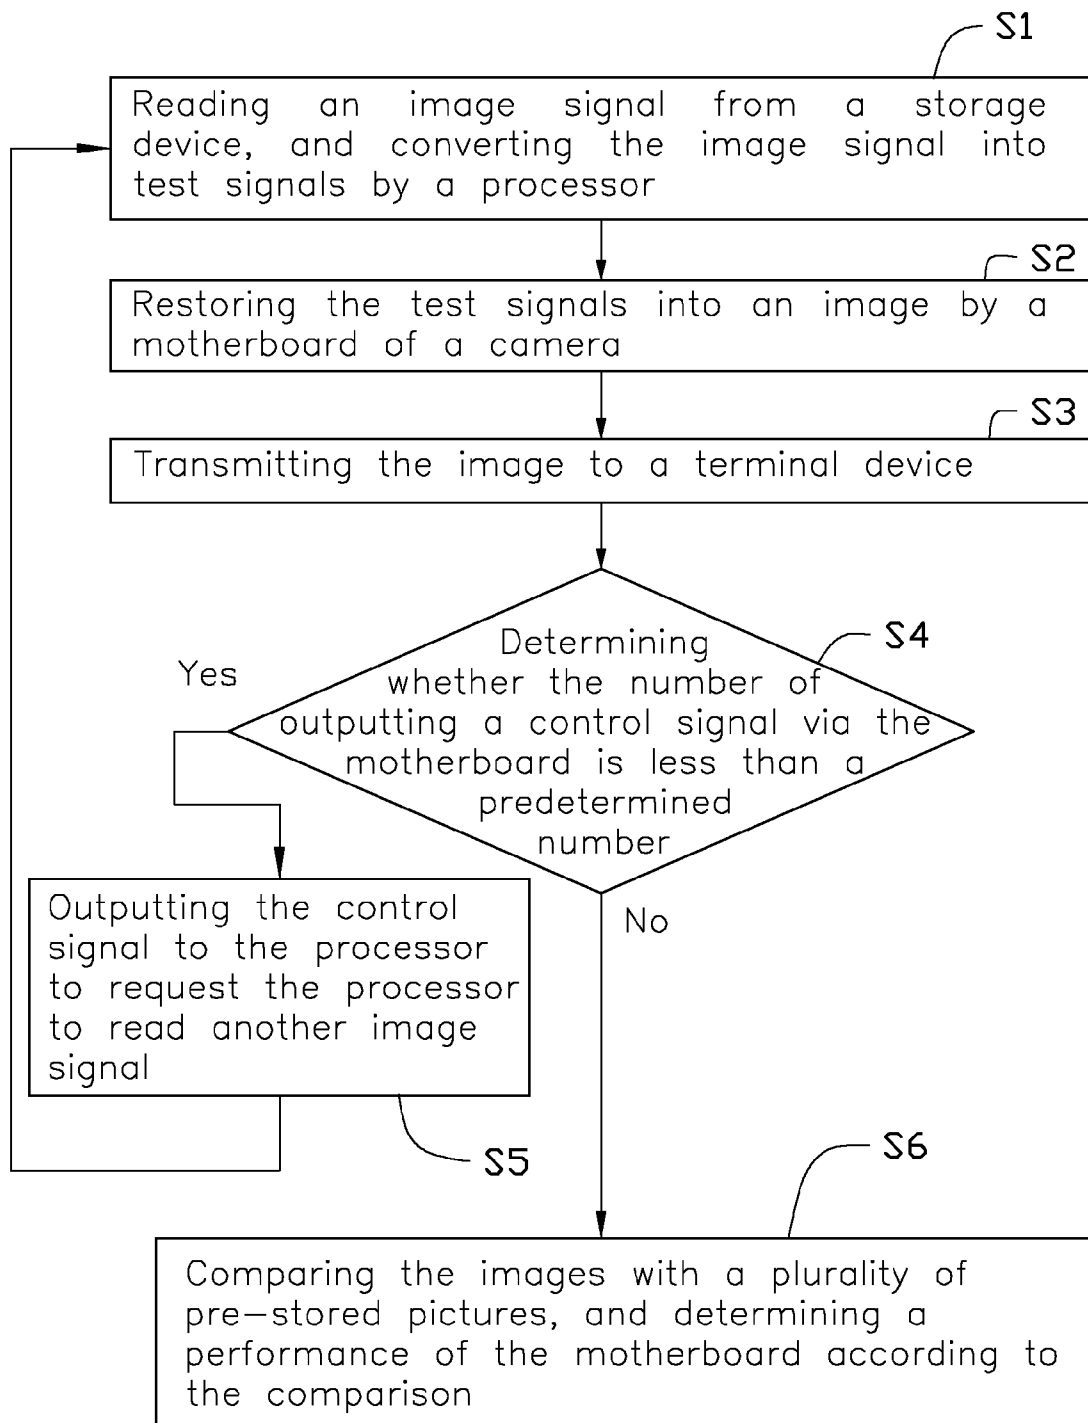 S1
Reading an image signal from a storage
device, and converting the image signal into
test signals by a processor
S2
Restoring the test signals into an image by a
motherboard of a camera
S3
Transmitting the image to a terminal device
S4
Determining
whether the number of
outputting a control signal via the
motherboard is less than a
predetermined
number
Yes
No
Outputting the control
signal to the processor
to request the processor
to read another image
signal
S5
S6
Comparing the images with a plurality of
pre-stored pictures, and determining a
performance of the motherboard according to
the comparison